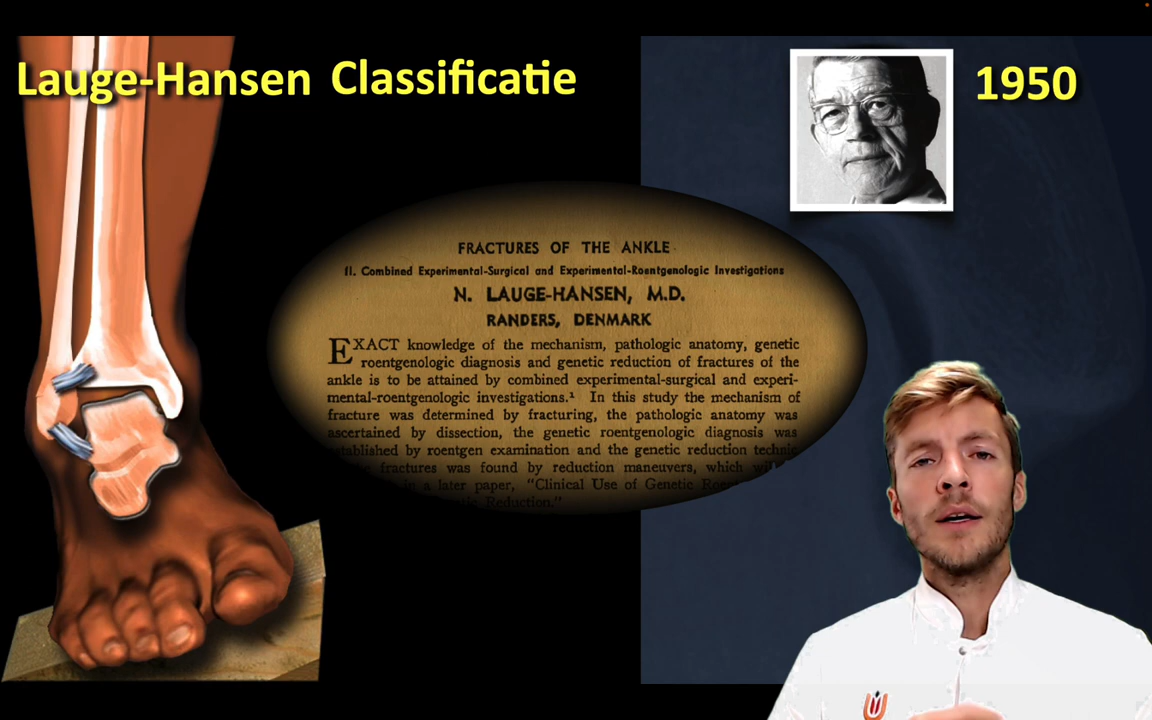 Lauge-Hansen Classificatie
1950
FRACTURES OF THE ANKLE
II. Combined Experimental-Surgical and Experimental-Roentgenologic Investigations
N. LAUGE-HANSEN, M.D.
RANDERS, DENMARK
EXACT knowledge of the mechanism, pathologic anatomy, genetic
roentgenologic diagnosis and genetic reduction of fractures of the
ankle is to be attained by combined experimental-surgical and experi-
mental-roentgenologic investigations.¹ In this study the mechanism of
fracture was determined by fracturing, the pathologic anatomy was
ascertained by dissection, the genetic roentgenologic diagnosis was
established by roentgen examination and the genetic reduction
fractures was found by reduction maneuvers, which
in a later paper, "Clinical Use of Genetic
Reduction."